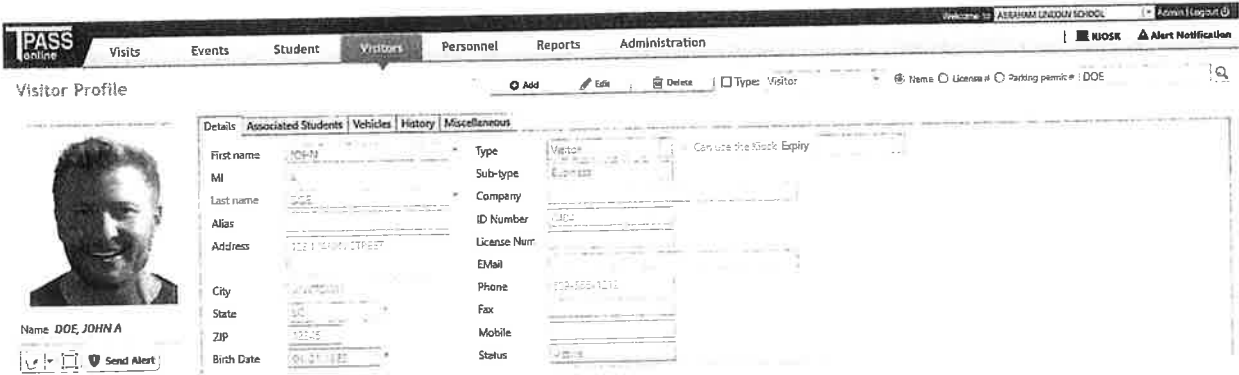 Welcome to ABRAHAM LINCOLN SCHOOL Admin | Logout
TPASS online Visits Events Student Visitors Personnel Reports Administration KIOSK Alert Notification
Visitor Profile Add Edit Delete Type: Visitor Name License # Parking permit # DOE
Details Associated Students Vehicles History Miscellaneous
First name JOHN * Type Visitor Can use the Kiosk Expiry
MI A Sub-type Business
Last name DOE * Company
Alias ID Number
Address STREET License Num
EMail
City Phone
State Fax
Name DOE, JOHN A ZIP 12345 Mobile
Send Alert Birth Date * Status